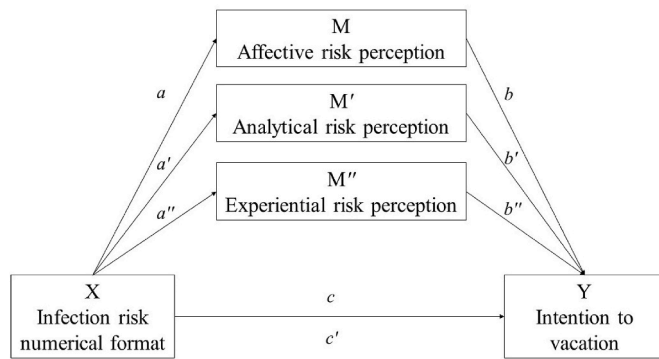 M
Affective risk perception
a
b
M′
Analytical risk perception
a′
b′
M″
Experiential risk perception
a″
b″
X
Infection risk
numerical format
c
c′
Y
Intention to
vacation